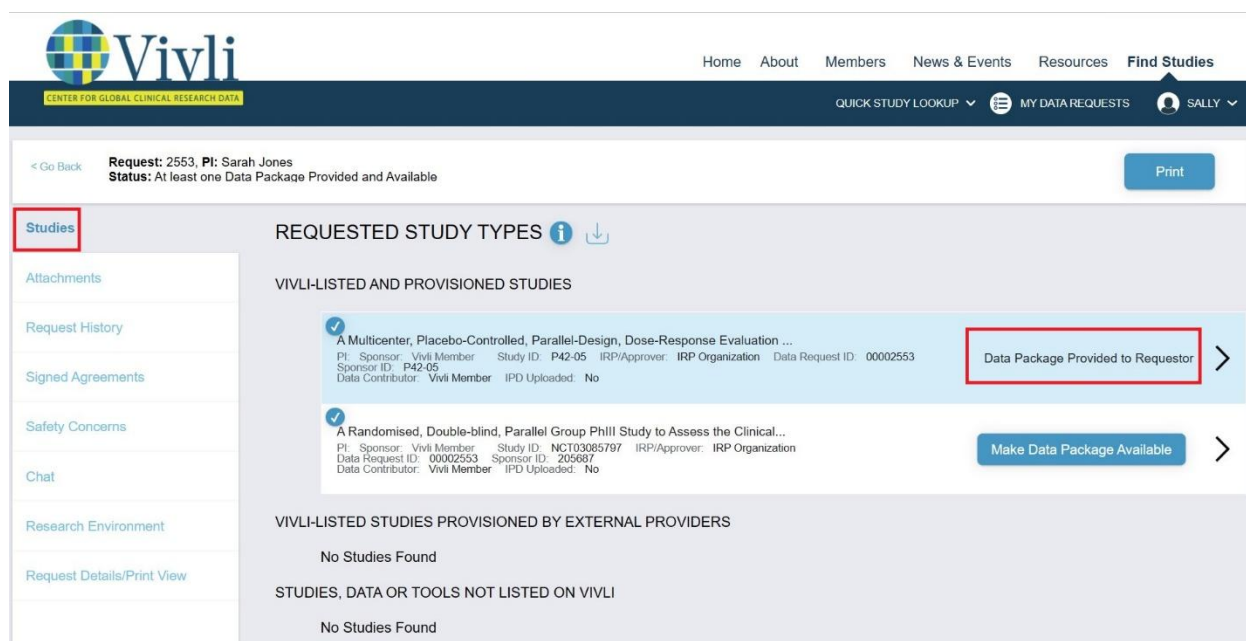 Vivli
CENTER FOR GLOBAL CLINICAL RESEARCH DATA
Home About Members News & Events Resources Find Studies
QUICK STUDY LOOKUP MY DATA REQUESTS SALLY
< Go Back
Request: 2553, PI: Sarah Jones
Status: At least one Data Package Provided and Available
Print
Studies
Attachments
Request History
Signed Agreements
Safety Concerns
Chat
Research Environment
Request Details/Print View
REQUESTED STUDY TYPES
VIVLI-LISTED AND PROVISIONED STUDIES
A Multicenter, Placebo-Controlled, Parallel-Design, Dose-Response Evaluation ...
PI: Sponsor: Vivli Member Study ID: P42-05 IRP/Approver: IRP Organization Data Request ID: 00002553
Sponsor ID: P42-05
Data Contributor: Vivli Member IPD Uploaded: No
Data Package Provided to Requestor
A Randomised, Double-blind, Parallel Group PhIII Study to Assess the Clinical...
PI: Sponsor: Vivli Member Study ID: NCT03085797 IRP/Approver: IRP Organization
Data Request ID: 00002553 Sponsor ID: 205687
Data Contributor: Vivli Member IPD Uploaded: No
Make Data Package Available
VIVLI-LISTED STUDIES PROVISIONED BY EXTERNAL PROVIDERS
No Studies Found
STUDIES, DATA OR TOOLS NOT LISTED ON VIVLI
No Studies Found